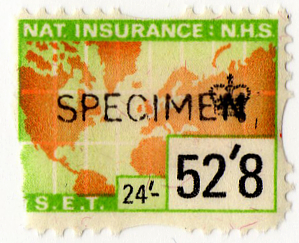 NAT. INSURANCE: N.H.S.
SPECIMEN
S.E.T. 24'- 52'8